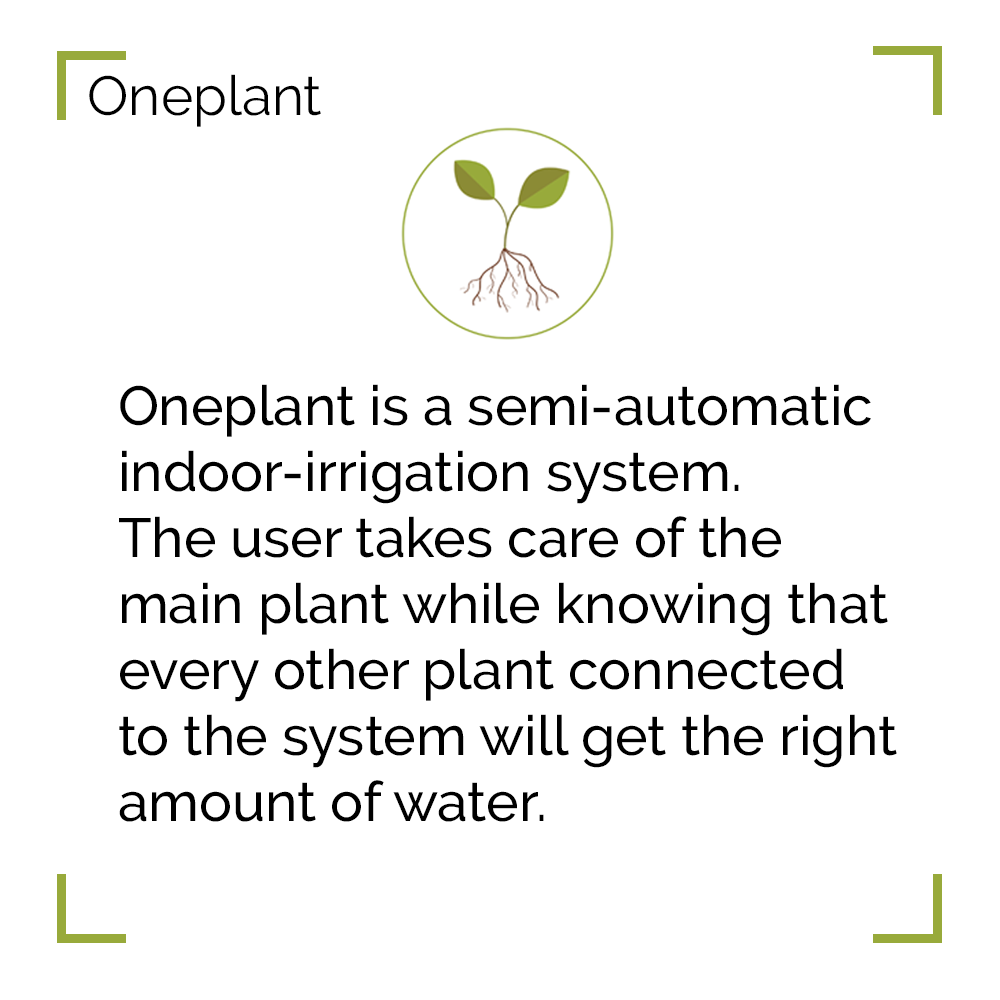 Oneplant
Oneplant is a semi-automatic
indoor-irrigation system.
The user takes care of the
main plant while knowing that
every other plant connected
to the system will get the right
amount of water.